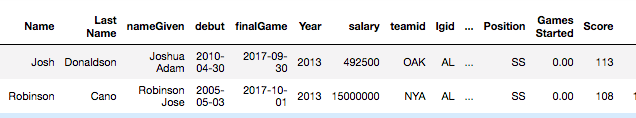 Name Last Name nameGiven debut finalGame Year salary teamid lgid ... Position Games Started Score
Josh Donaldson Joshua Adam 2010-04-30 2017-09-30 2013 492500 OAK AL ... SS 0.00 113
Robinson Cano Robinson Jose 2005-05-03 2017-10-01 2013 15000000 NYA AL ... SS 0.00 108